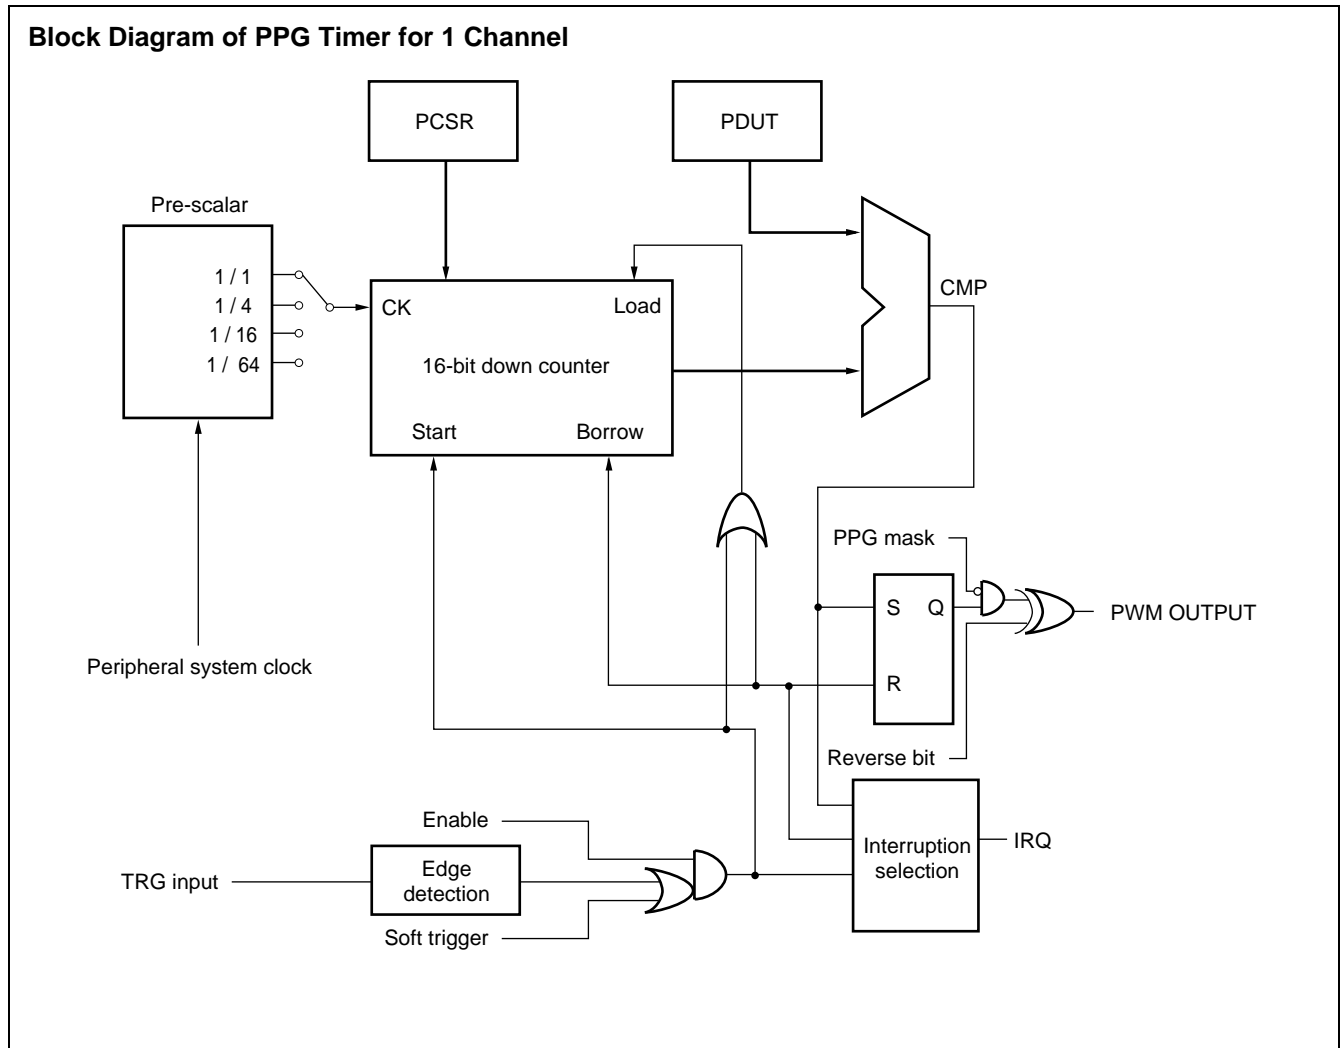 Block Diagram of PPG Timer for 1 Channel
PCSR
PDUT
Pre-scalar
1 / 1
1 / 4
1 / 16
1 / 64
CK
Load
16-bit down counter
Start
Borrow
CMP
PPG mask
S
Q
R
PWM OUTPUT
Peripheral system clock
Reverse bit
Enable
TRG input
Edge
detection
Soft trigger
Interruption
selection
IRQ